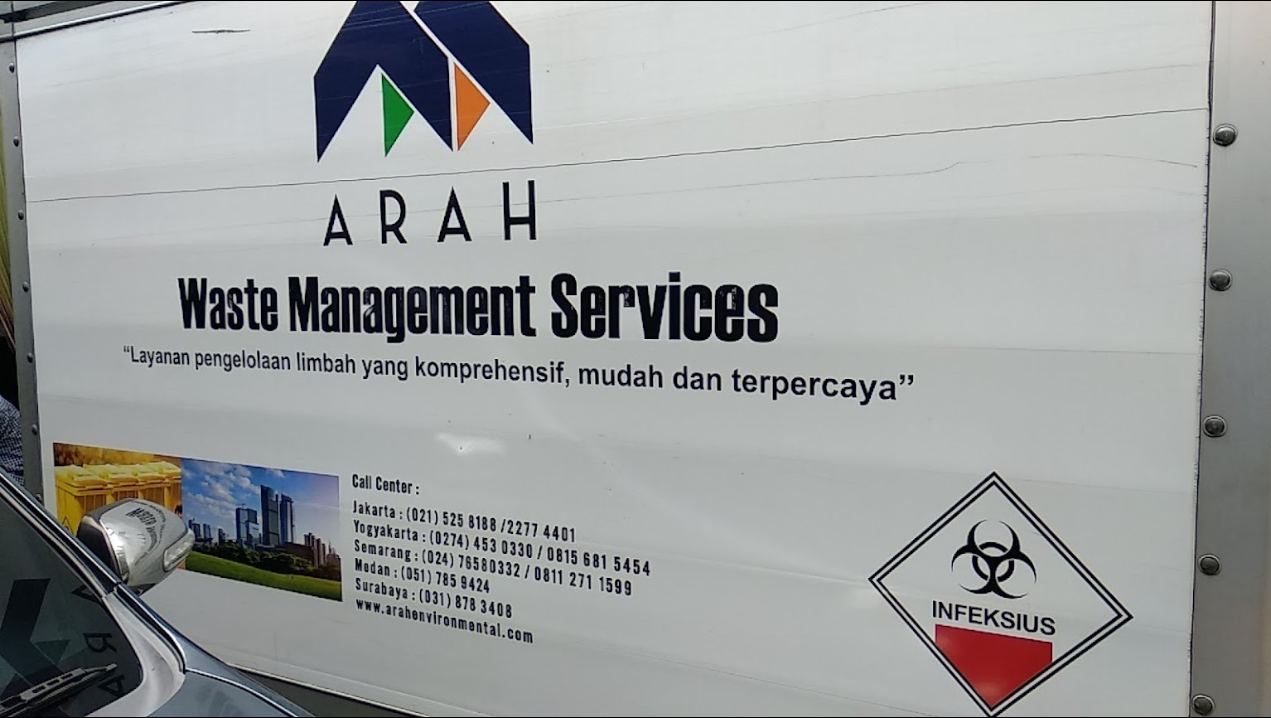 ARAH
Waste Management Services
“Layanan pengelolaan limbah yang komprehensif, mudah dan terpercaya”
Call Center :
Jakarta : (021) 525 8188 /2277 4401
Yogyakarta : (0274) 453 0330 / 0815 681 5454
Semarang : (024) 76580332 / 0811 271 1599
Medan : (051) 785 9424
Surabaya : (031) 878 3408
www.arahenvironmental.com
INFEKSIUS